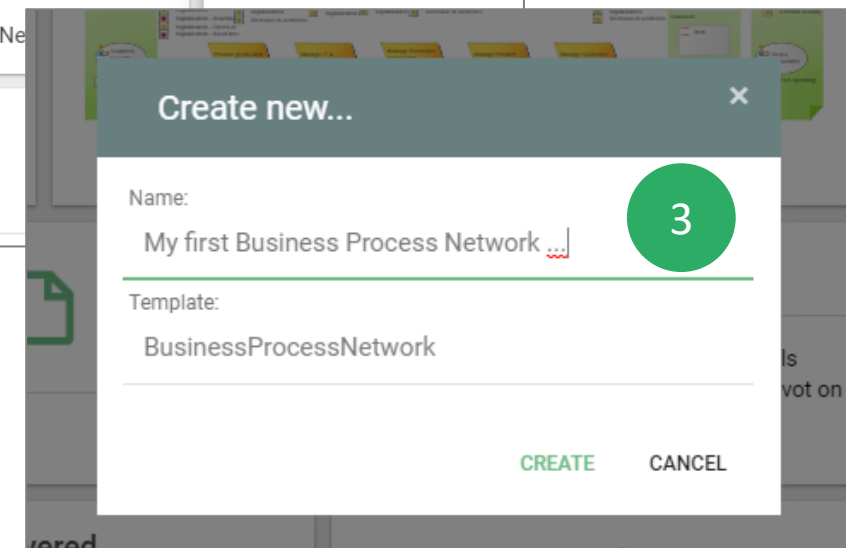 Ne
Create new...
×
Name:
My first Business Process Network ...
3
Template:
BusinessProcessNetwork
ls
vot on
CREATE
CANCEL
vered